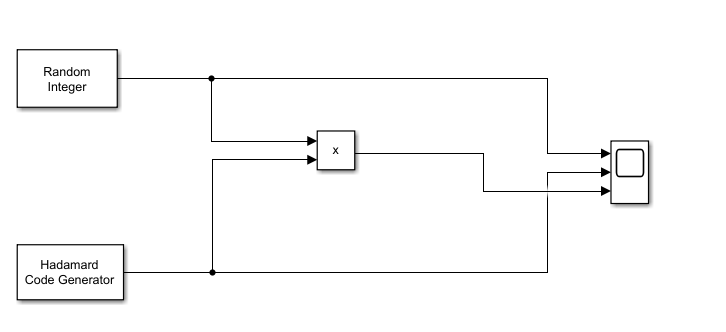 Random
Integer
x
Hadamard
Code Generator